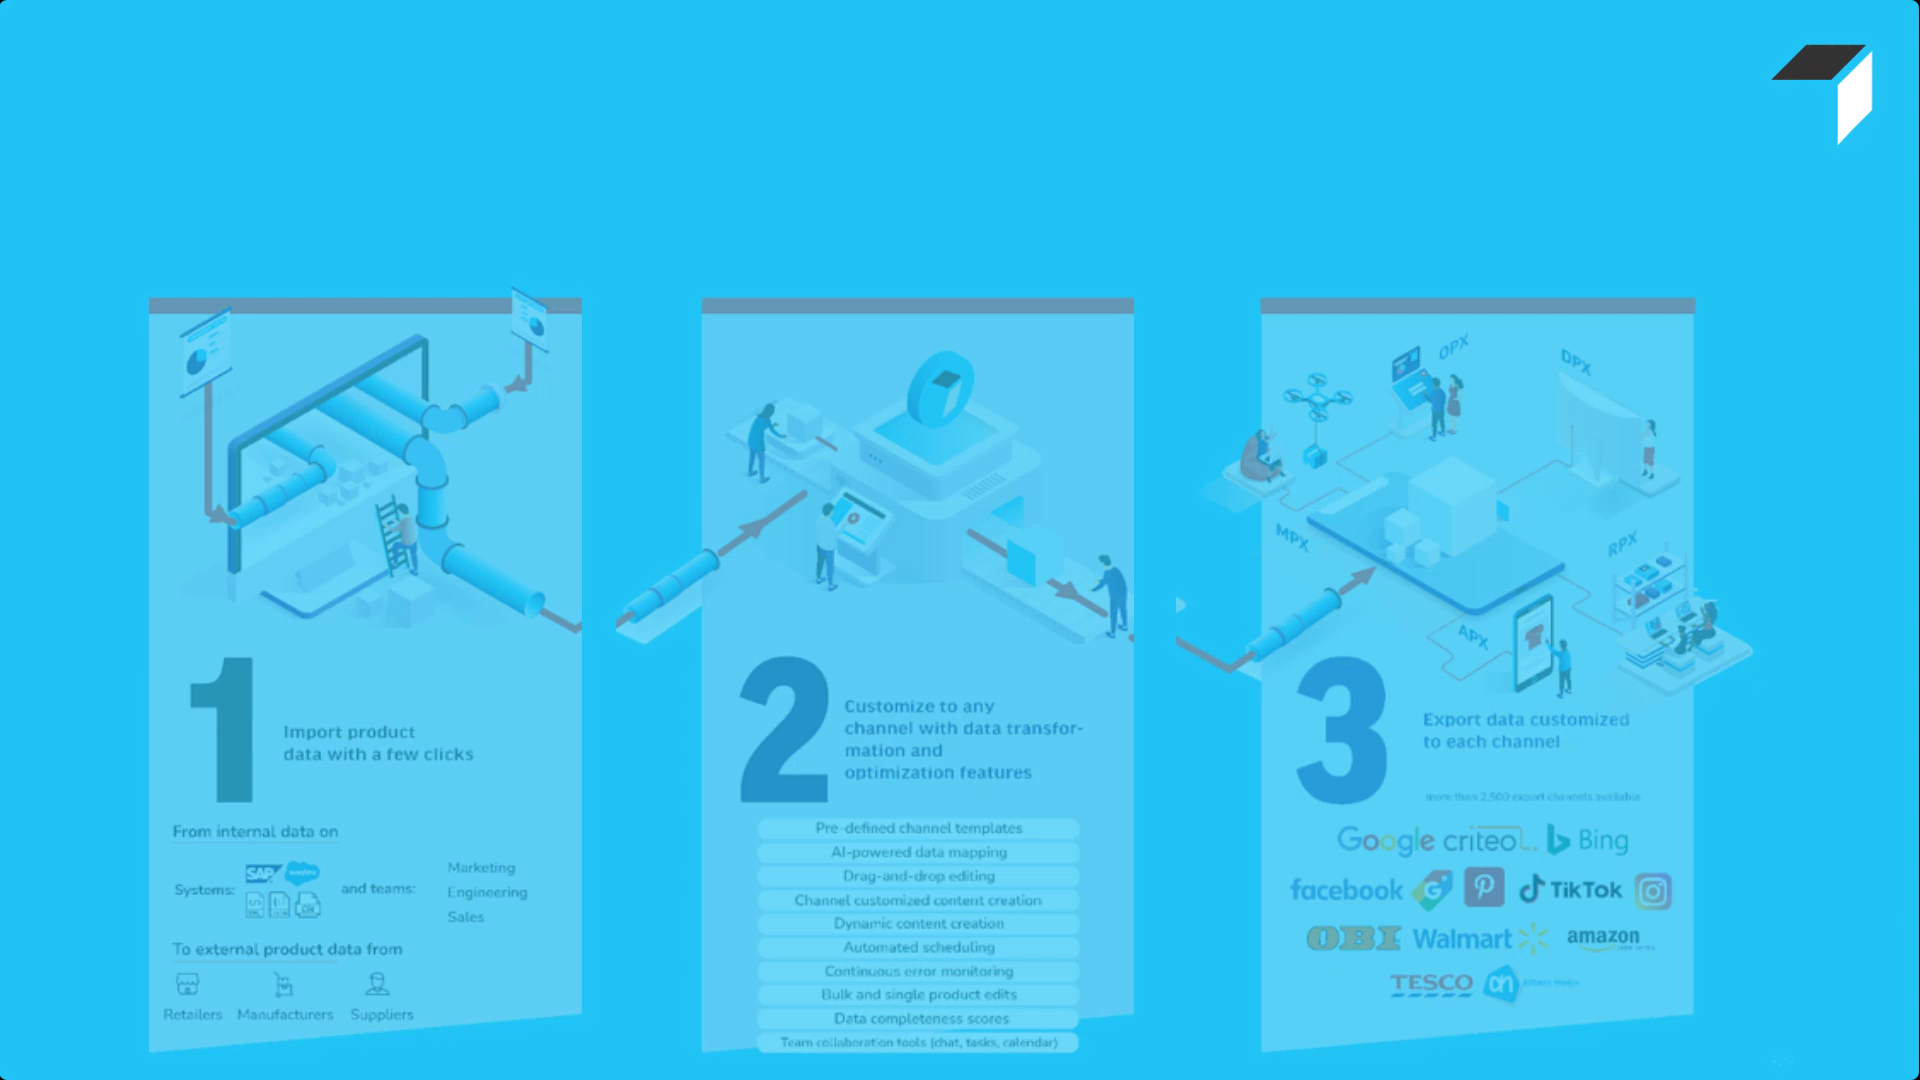 OPX
DPX
MPX
RPX
APX
1
Import product
data with a few clicks
From internal data on
Systems:
SAP
and teams:
Marketing
Engineering
Sales
To external product data from
Retailers
Manufacturers
Suppliers
2
Customize to any
channel with data transfor-
mation and
optimization features
Pre-defined channel templates
AI-powered data mapping
Drag-and-drop editing
Channel customized content creation
Dynamic content creation
Automated scheduling
Continuous error monitoring
Bulk and single product edits
Data completeness scores
Team collaboration tools (chat, tasks, calendar)
3
Export data customized
to each channel
more than 2,500 export channels available
Google criteo Bing
facebook TikTok
OBI Walmart amazon
TESCO ah Albert Heijn